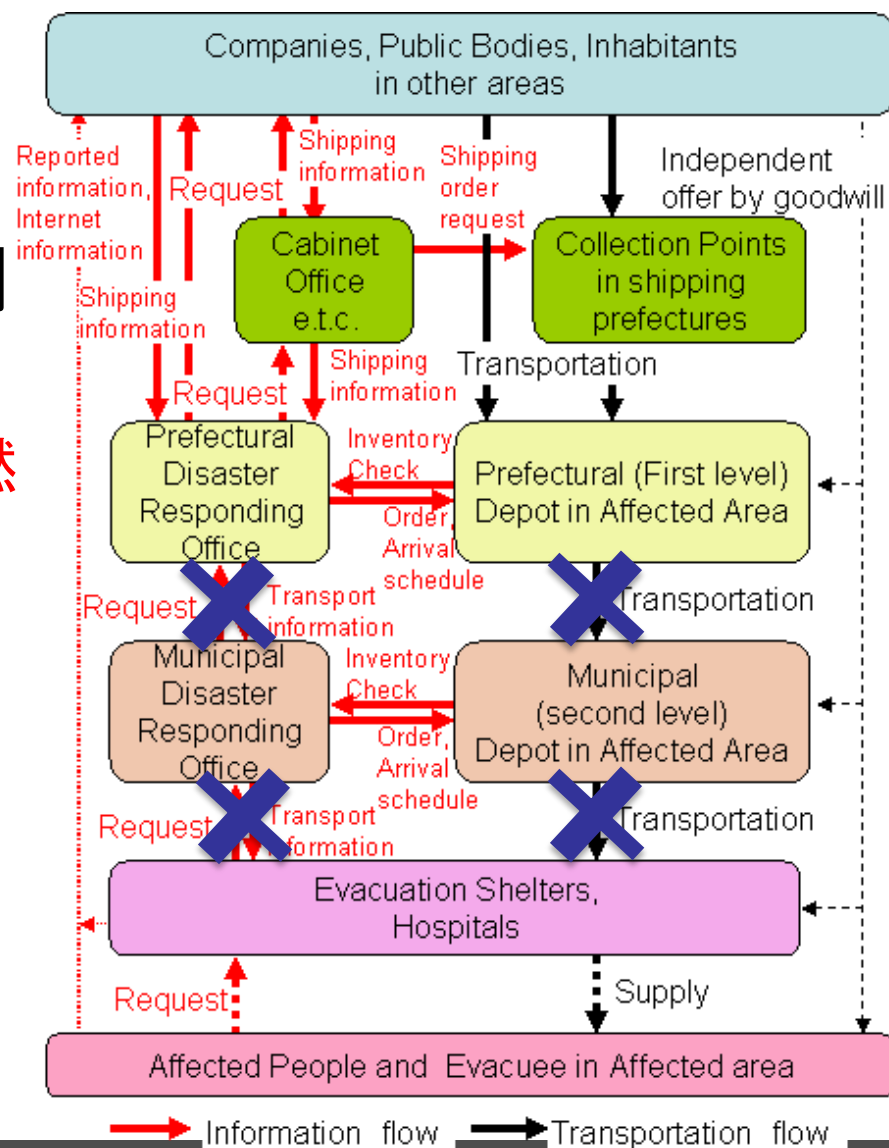 Companies, Public Bodies, Inhabitants
in other areas
Reported
information,
Internet
information
Request
Shipping
information
Shipping
order
request
Independent
offer by goodwill
Cabinet
Office
e.t.c.
Collection Points
in shipping
prefectures
Shipping
information
Request
Shipping
information
Transportation
然
Prefectural
Disaster
Responding
Office
Inventory
Check
Order,
Arrival
schedule
Prefectural (First level)
Depot in Affected Area
Request
Transport
information
Transportation
Municipal
Disaster
Responding
Office
Inventory
Check
Order,
Arrival
schedule
Municipal
(second level)
Depot in Affected Area
Request
Transport
information
Transportation
Evacuation Shelters,
Hospitals
Request
Supply
Affected People and Evacuee in Affected area
Information flow
Transportation flow